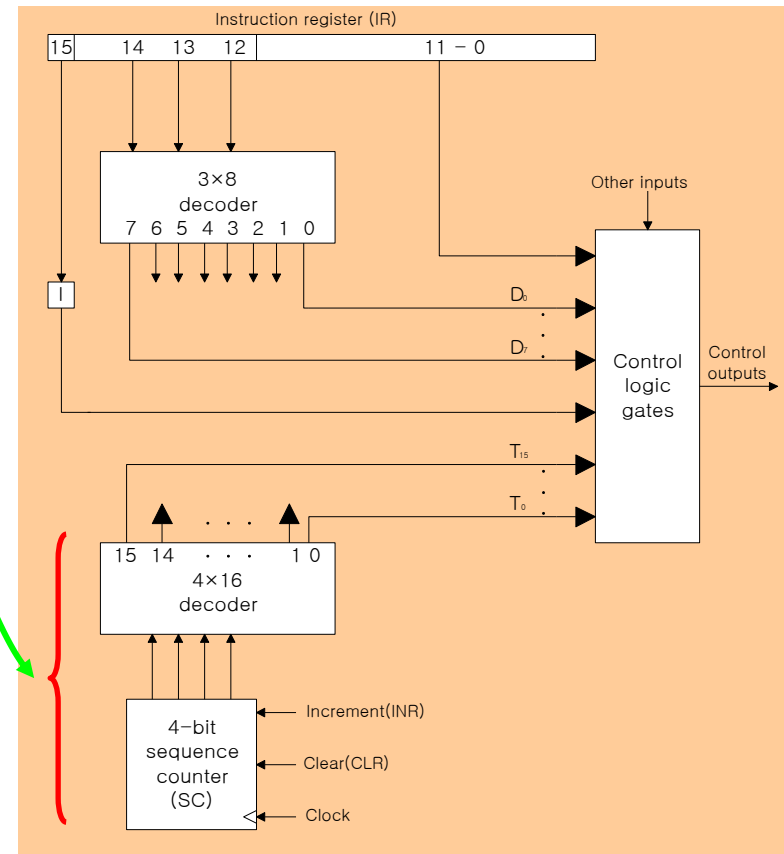 Instruction register (IR)
15 14 13 12 11 - 0
3×8
decoder
7 6 5 4 3 2 1 0
Other inputs
I
D₀
D₇
Control
logic
gates
Control
outputs
T₁₅
T₀
15 14 . . . 1 0
4×16
decoder
4-bit
sequence
counter
(SC)
Increment(INR)
Clear(CLR)
Clock